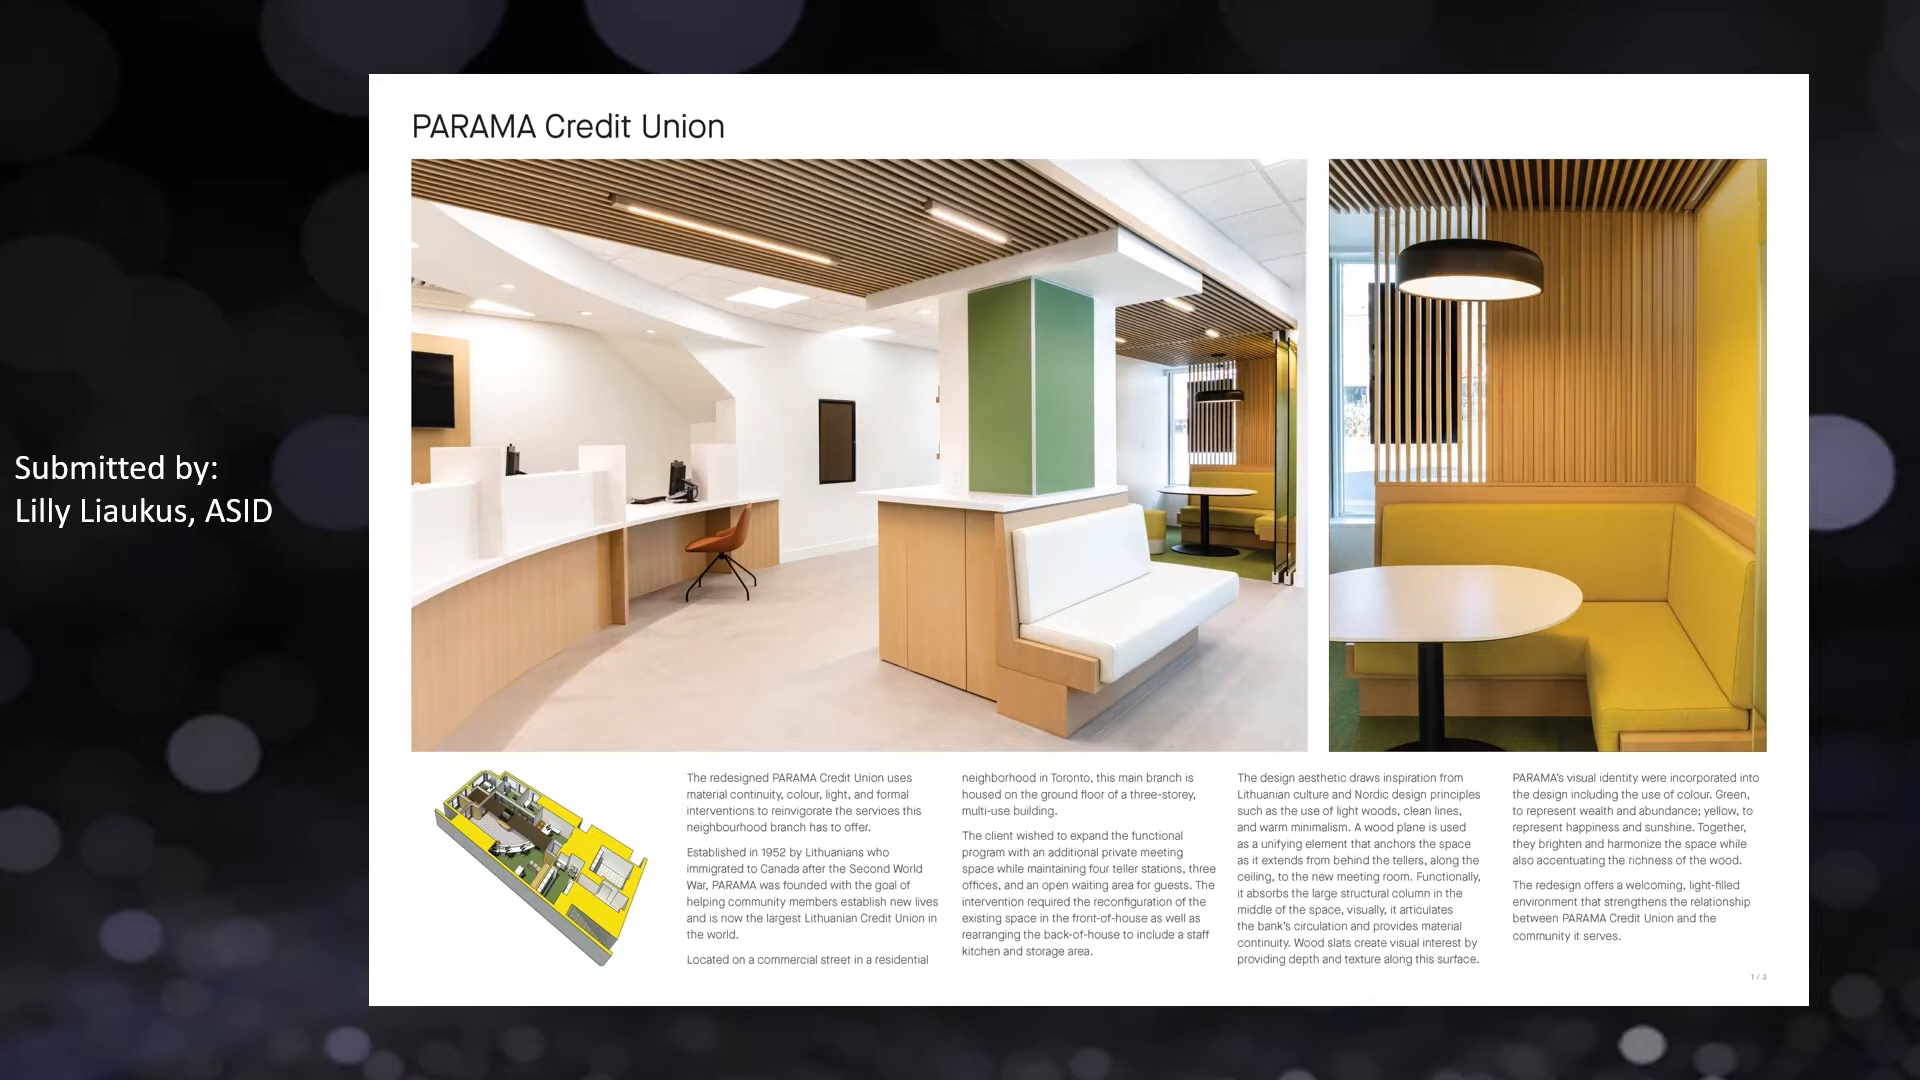 Submitted by:
Lilly Liaukus, ASID
PARAMA Credit Union
The redesigned PARAMA Credit Union uses
material continuity, colour, light, and formal
interventions to reinvigorate the services this
neighbourhood branch has to offer.
Established in 1952 by Lithuanians who
immigrated to Canada after the Second World
War, PARAMA was founded with the goal of
helping community members establish new lives
and is now the largest Lithuanian Credit Union in
the world.
Located on a commercial street in a residential
neighborhood in Toronto, this main branch is
housed on the ground floor of a three-storey,
multi-use building.
The client wished to expand the functional
program with an additional private meeting
space while maintaining four teller stations, three
offices, and an open waiting area for guests. The
intervention required the reconfiguration of the
existing space in the front-of-house as well as
rearranging the back-of-house to include a staff
kitchen and storage area.
The design aesthetic draws inspiration from
Lithuanian culture and Nordic design principles
such as the use of light woods, clean lines,
and warm minimalism. A wood plane is used
as a unifying element that anchors the space
as it extends from behind the tellers, along the
ceiling, to the new meeting room. Functionally,
it absorbs the large structural column in the
middle of the space, visually, it articulates
the bank's circulation and provides material
continuity. Wood slats create visual interest by
providing depth and texture along this surface.
PARAMA's visual identity were incorporated into
the design including the use of colour. Green,
to represent wealth and abundance; yellow, to
represent happiness and sunshine. Together,
they brighten and harmonize the space while
also accentuating the richness of the wood.
The redesign offers a welcoming, light-filled
environment that strengthens the relationship
between PARAMA Credit Union and the
community it serves.
1 / 3